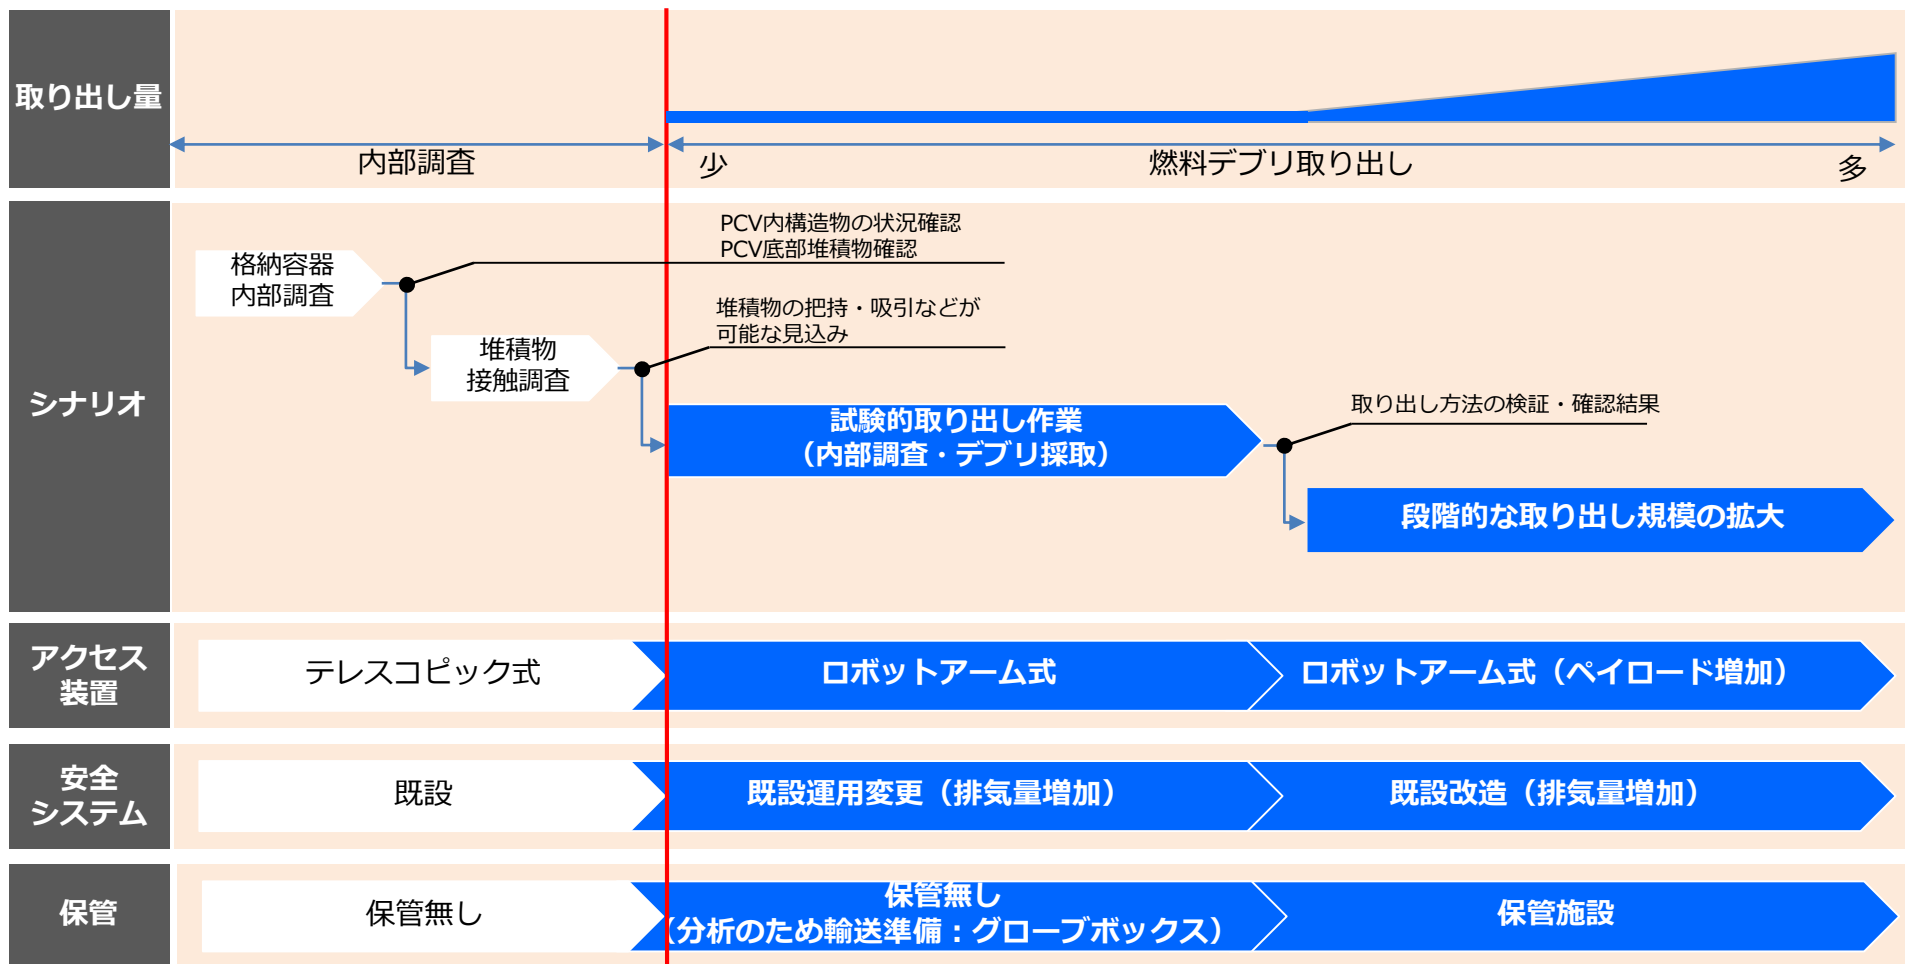 取り出し量
内部調査
少
燃料デブリ取り出し
多
シナリオ
格納容器
内部調査
PCV内構造物の状況確認
PCV底部堆積物確認
堆積物
接触調査
堆積物の把持・吸引などが
可能な見込み
試験的取り出し作業
（内部調査・デブリ採取）
取り出し方法の検証・確認結果
段階的な取り出し規模の拡大
アクセス
装置
テレスコピック式
ロボットアーム式
ロボットアーム式（ペイロード増加）
安全
システム
既設
既設運用変更（排気量増加）
既設改造（排気量増加）
保管
保管無し
保管無し
（分析のため輸送準備：グローブボックス）
保管施設